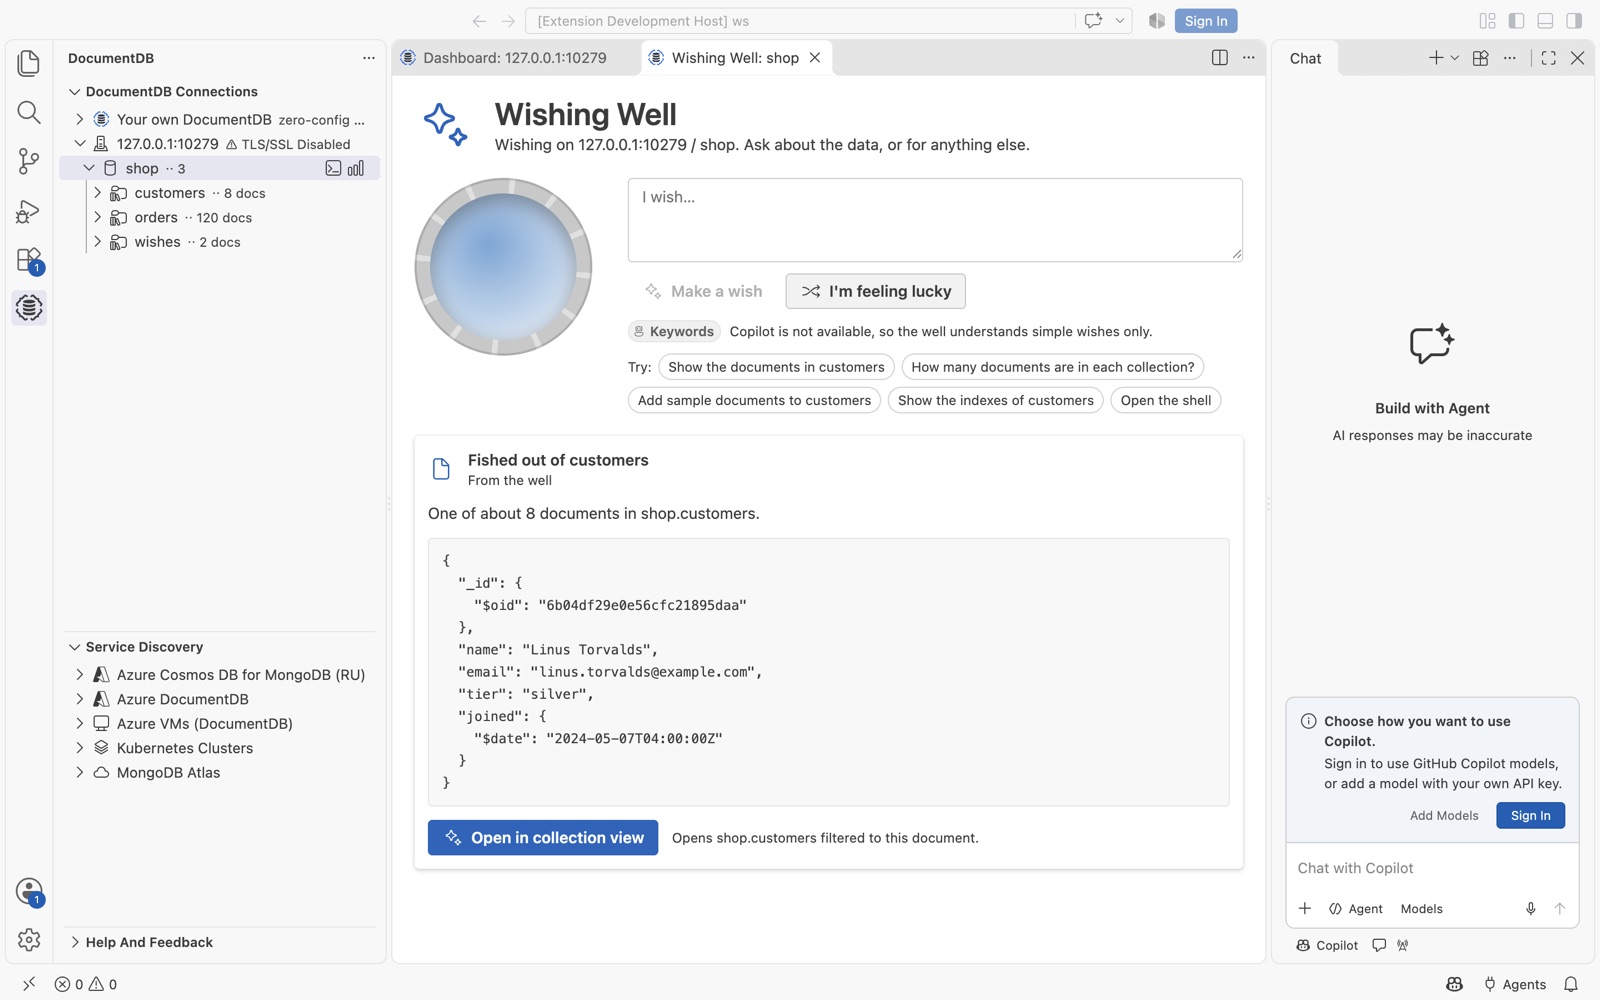 [Extension Development Host] ws
Sign In
DocumentDB
DocumentDB Connections
Your own DocumentDB zero-config ...
127.0.0.1:10279 TLS/SSL Disabled
shop ·· 3
customers ·· 8 docs
orders ·· 120 docs
wishes ·· 2 docs
1
Service Discovery
Azure Cosmos DB for MongoDB (RU)
Azure DocumentDB
Azure VMs (DocumentDB)
Kubernetes Clusters
MongoDB Atlas
1
Help And Feedback
Dashboard: 127.0.0.1:10279
Wishing Well: shop
Wishing Well
Wishing on 127.0.0.1:10279 / shop. Ask about the data, or for anything else.
I wish...
Make a wish
I'm feeling lucky
Keywords
Copilot is not available, so the well understands simple wishes only.
Try:
Show the documents in customers
How many documents are in each collection?
Add sample documents to customers
Show the indexes of customers
Open the shell
Fished out of customers
From the well
One of about 8 documents in shop.customers.
{
"_id": {
"$oid": "6b04df29e0e56cfc21895daa"
},
"name": "Linus Torvalds",
"email": "linus.torvalds@example.com",
"tier": "silver",
"joined": {
"$date": "2024-05-07T04:00:00Z"
}
}
Open in collection view
Opens shop.customers filtered to this document.
Chat
Build with Agent
AI responses may be inaccurate
Choose how you want to use
Copilot.
Sign in to use GitHub Copilot models,
or add a model with your own API key.
Add Models
Sign In
Chat with Copilot
Agent
Models
Copilot
0
0
Agents